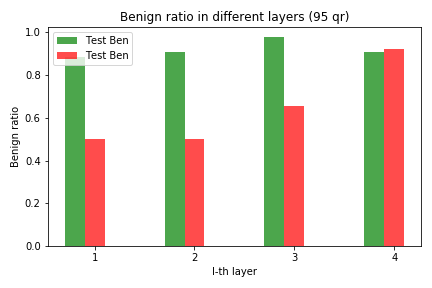 Benign ratio in different layers (95 qr)
Test Ben
Test Ben
Benign ratio
1.0
0.8
0.6
0.4
0.2
0.0
1 2 3 4
l-th layer